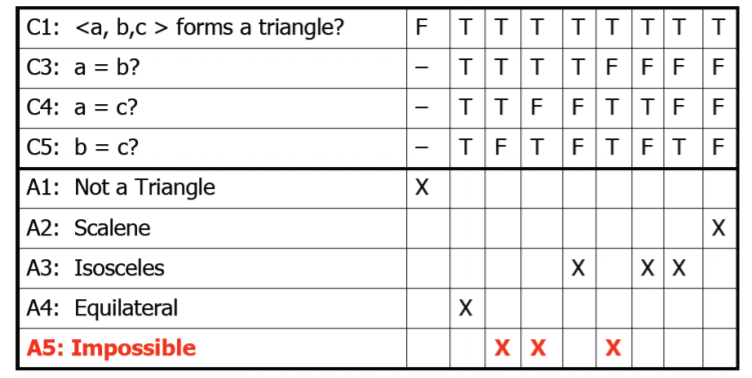 C1: <a, b,c > forms a triangle? F T T T T T T T T
C3: a = b? – T T T T F F F F
C4: a = c? – T T F F T T F F
C5: b = c? – T F T F T F T F
A1: Not a Triangle X
A2: Scalene X
A3: Isosceles X X X
A4: Equilateral X
A5: Impossible X X X